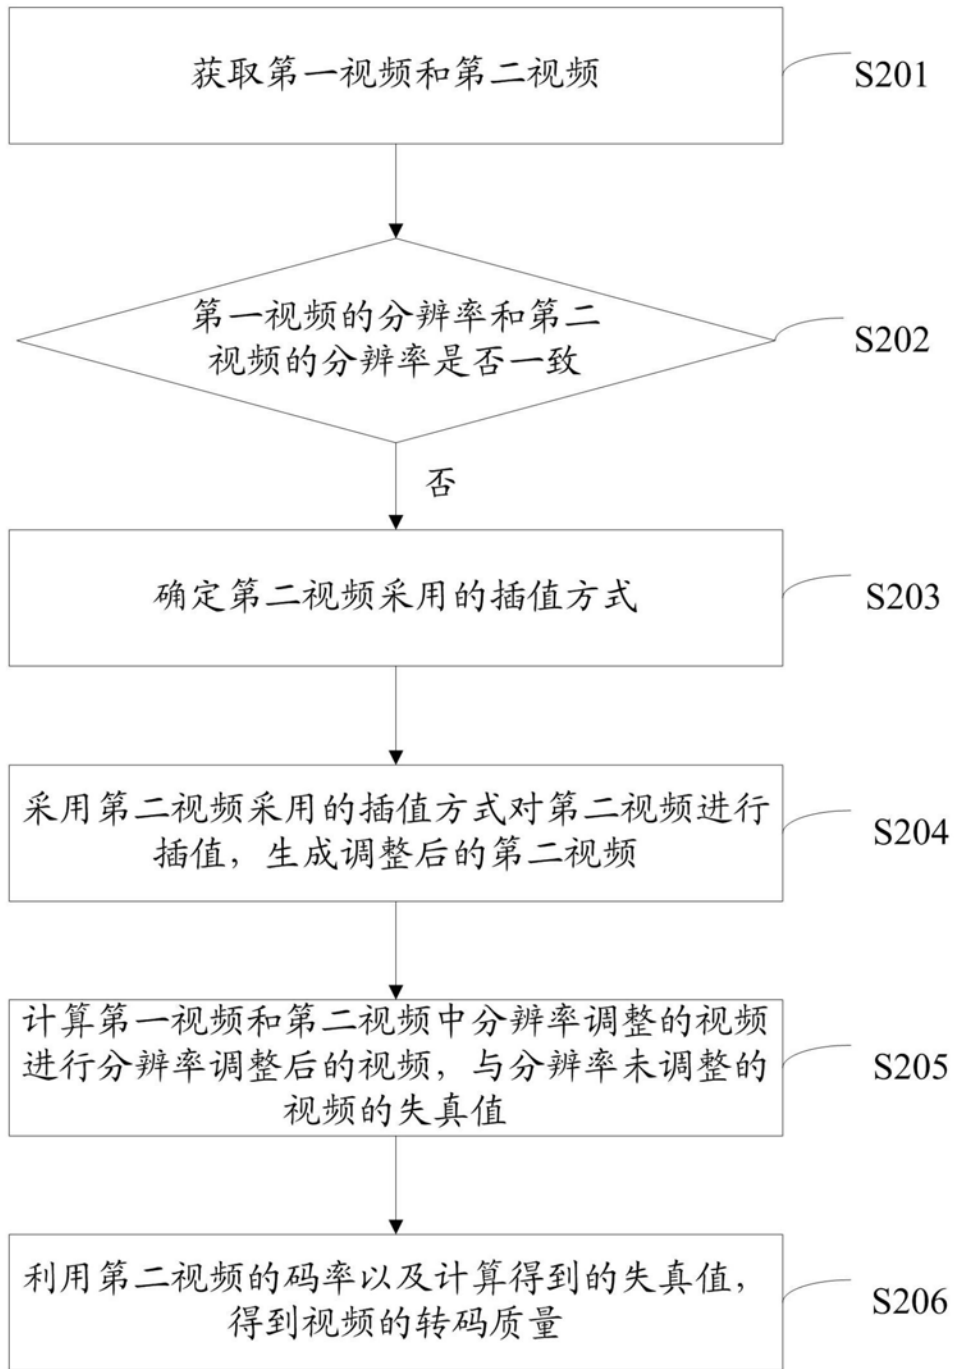 获取第一视频和第二视频
S201
第一视频的分辨率和第二
视频的分辨率是否一致
S202
否
确定第二视频采用的插值方式
S203
采用第二视频采用的插值方式对第二视频进行
插值，生成调整后的第二视频
S204
计算第一视频和第二视频中分辨率调整的视频
进行分辨率调整后的视频，与分辨率未调整的
视频的失真值
S205
利用第二视频的码率以及计算得到的失真值，
得到视频的转码质量
S206